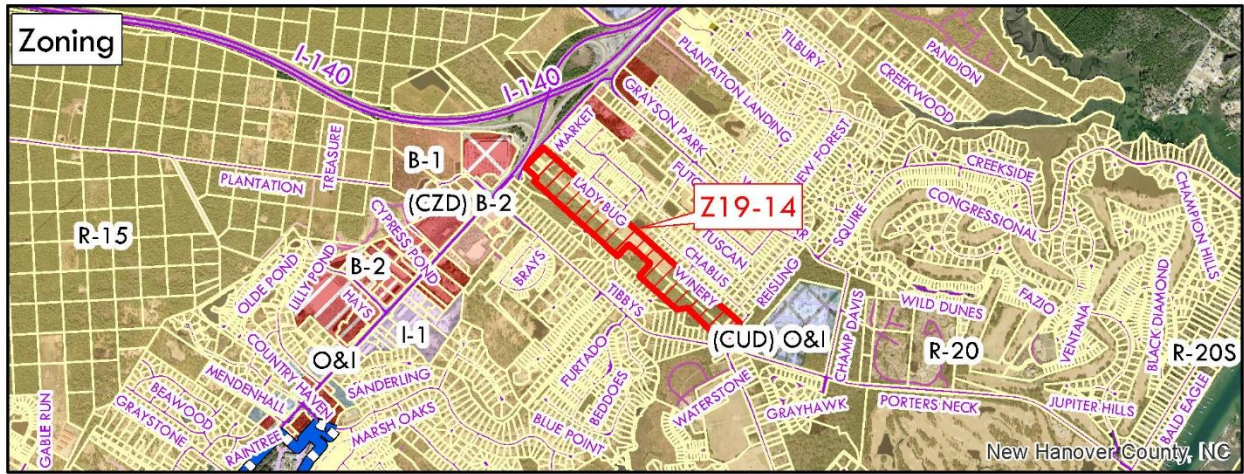 Zoning
I-140
I-140
PLANTATION LANDING
TILBURY
PANDION
CREEKWOOD
GRAYSON PARK
MARKET
TREASURE
PLANTATION
B-1
(CZD) B-2
LADY BUG
FUTCH
NEW FOREST
CREEKSIDE
CONGRESSIONAL
CHAMPION HILLS
Z19-14
SQUIRE
TUSCAN
CHABLIS
R-15
CYPRESS POND
OLDE POND
LILLY POND
B-2
HAYS
BRAYS
TIBBYS
WINERY
REISLING
WILD DUNES
FAZIO
VENTANA
BLACK DIAMOND
I-1
O&I
(CUD) O&I
CHAMP DAVIS
R-20
R-20S
COUNTRY HAVEN
SANDERLING
FURTADO
BEDDOES
MENDENHALL
BEAWOOD
GRAYSTONE
GABLE RUN
RAINTREE
MARSH OAKS
BLUE POINT
WATERSTONE
GRAYHAWK
PORTERS NECK
JUPITER HILLS
BALD EAGLE
New Hanover County, NC